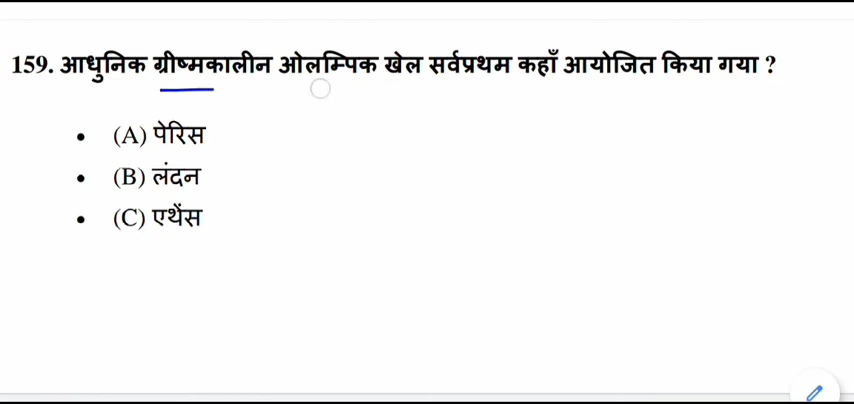 159. आधुनिक ग्रीष्मकालीन ओलम्पिक खेल सर्वप्रथम कहाँ आयोजित किया गया ?
• (A) पेरिस
• (B) लंदन
• (C) एथेंस